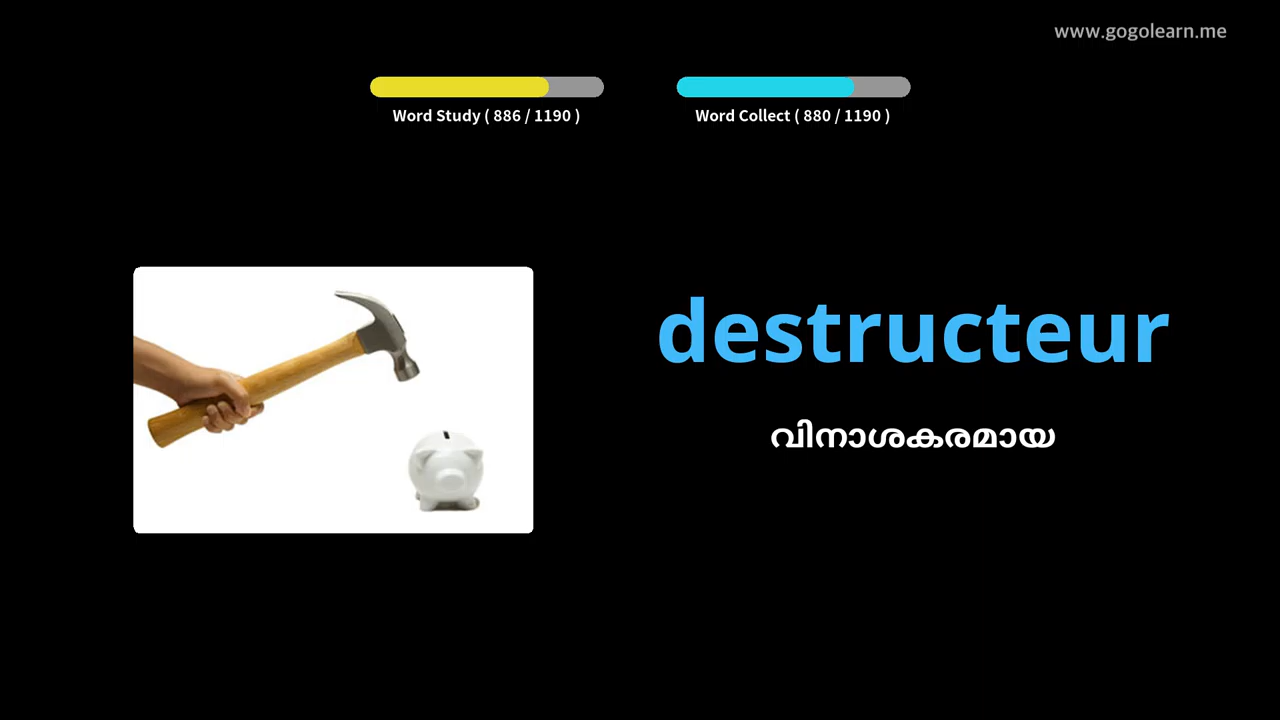 www.gogolearn.me
Word Study ( 886 / 1190 )
Word Collect ( 880 / 1190 )
destructeur
വിനാശകരമായ